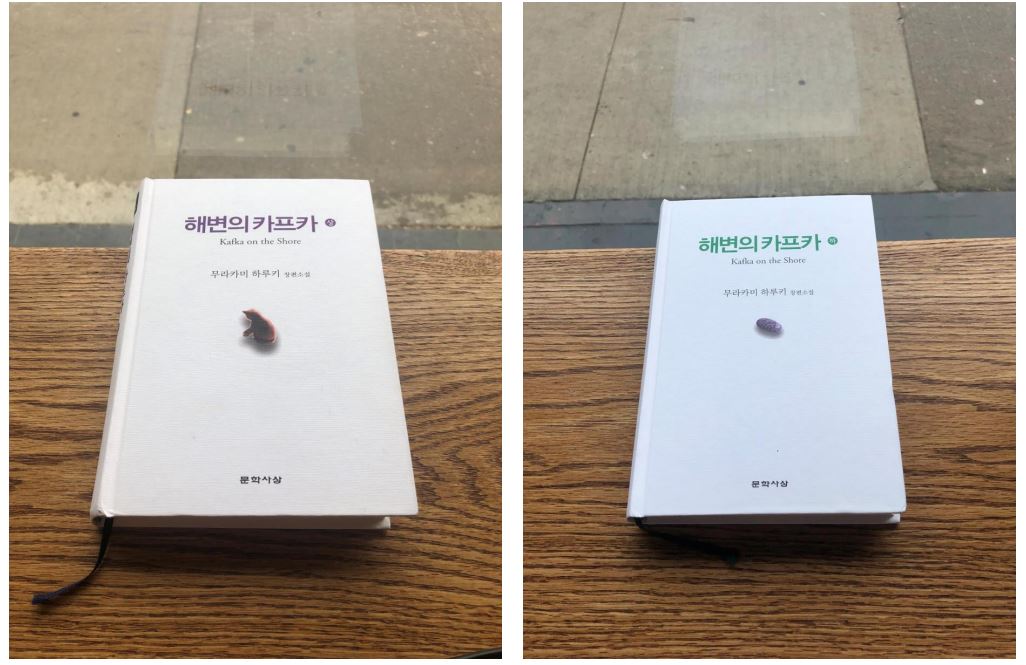 해변의 카프카 상
Kafka on the Shore
무라카미 하루키 장편소설
문학사상
해변의 카프카 하
Kafka on the Shore
무라카미 하루키 장편소설
문학사상